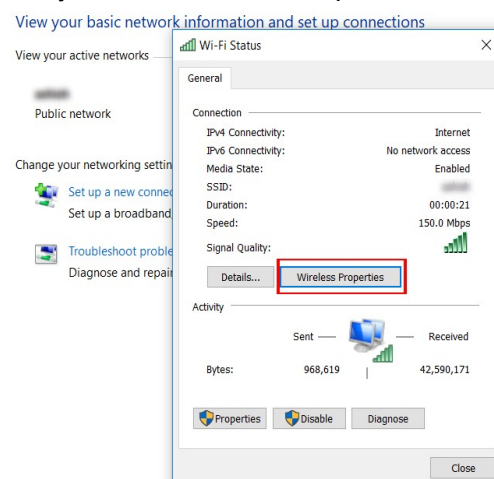 View your basic network information and set up connections
View your active networks
Public network
Change your networking settin
Set up a new connec
Set up a broadband,
Troubleshoot proble
Diagnose and repair
Wi-Fi Status
General
Connection
IPv4 Connectivity: Internet
IPv6 Connectivity: No network access
Media State: Enabled
SSID:
Duration: 00:00:21
Speed: 150.0 Mbps
Signal Quality:
Details... Wireless Properties
Activity
Sent Received
Bytes: 968,619 42,590,171
Properties Disable Diagnose
Close